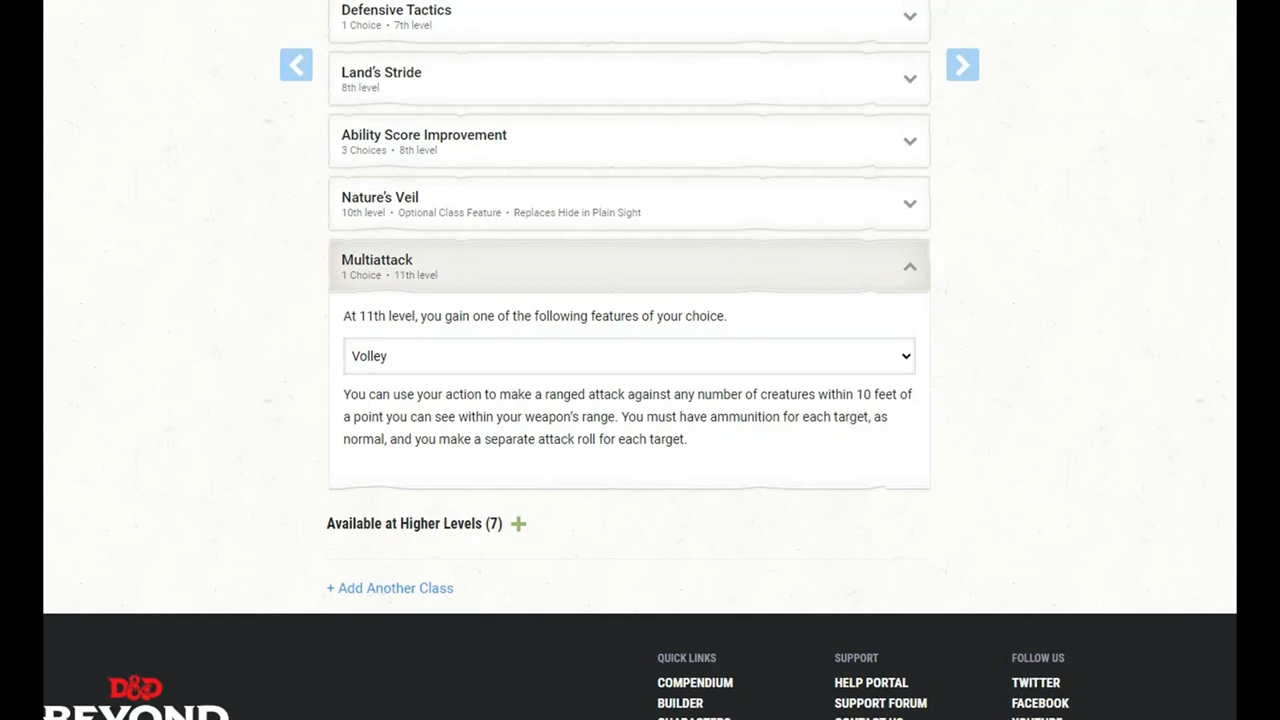 Defensive Tactics
1 Choice • 7th level
Land's Stride
8th level
Ability Score Improvement
3 Choices • 8th level
Nature's Veil
10th level • Optional Class Feature • Replaces Hide in Plain Sight
Multiattack
1 Choice • 11th level
At 11th level, you gain one of the following features of your choice.
Volley
You can use your action to make a ranged attack against any number of creatures within 10 feet of
a point you can see within your weapon's range. You must have ammunition for each target, as
normal, and you make a separate attack roll for each target.
Available at Higher Levels (7)
+ Add Another Class
D&D
BEYOND
QUICK LINKS
COMPENDIUM
BUILDER
CHARACTERS
SUPPORT
HELP PORTAL
SUPPORT FORUM
CONTACT US
FOLLOW US
TWITTER
FACEBOOK
YOUTUBE